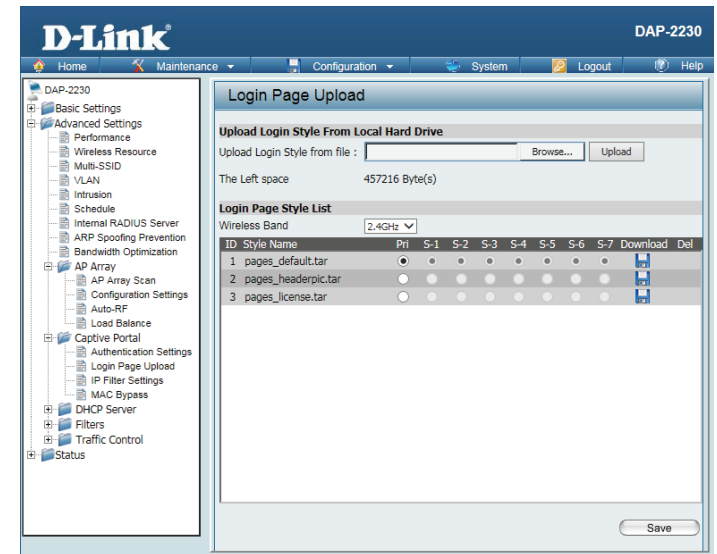 D-Link®
DAP-2230
Home Maintenance Configuration System Logout Help
DAP-2230
Basic Settings
Advanced Settings
Performance
Wireless Resource
Multi-SSID
VLAN
Intrusion
Schedule
Internal RADIUS Server
ARP Spoofing Prevention
Bandwidth Optimization
AP Array
AP Array Scan
Configuration Settings
Auto-RF
Load Balance
Captive Portal
Authentication Settings
Login Page Upload
IP Filter Settings
MAC Bypass
DHCP Server
Filters
Traffic Control
Status
Login Page Upload
Upload Login Style From Local Hard Drive
Upload Login Style from file : Browse... Upload
The Left space 457216 Byte(s)
Login Page Style List
Wireless Band 2.4GHz
ID Style Name Pri S-1 S-2 S-3 S-4 S-5 S-6 S-7 Download Del
1 pages_default.tar
2 pages_headerpic.tar
3 pages_license.tar
Save